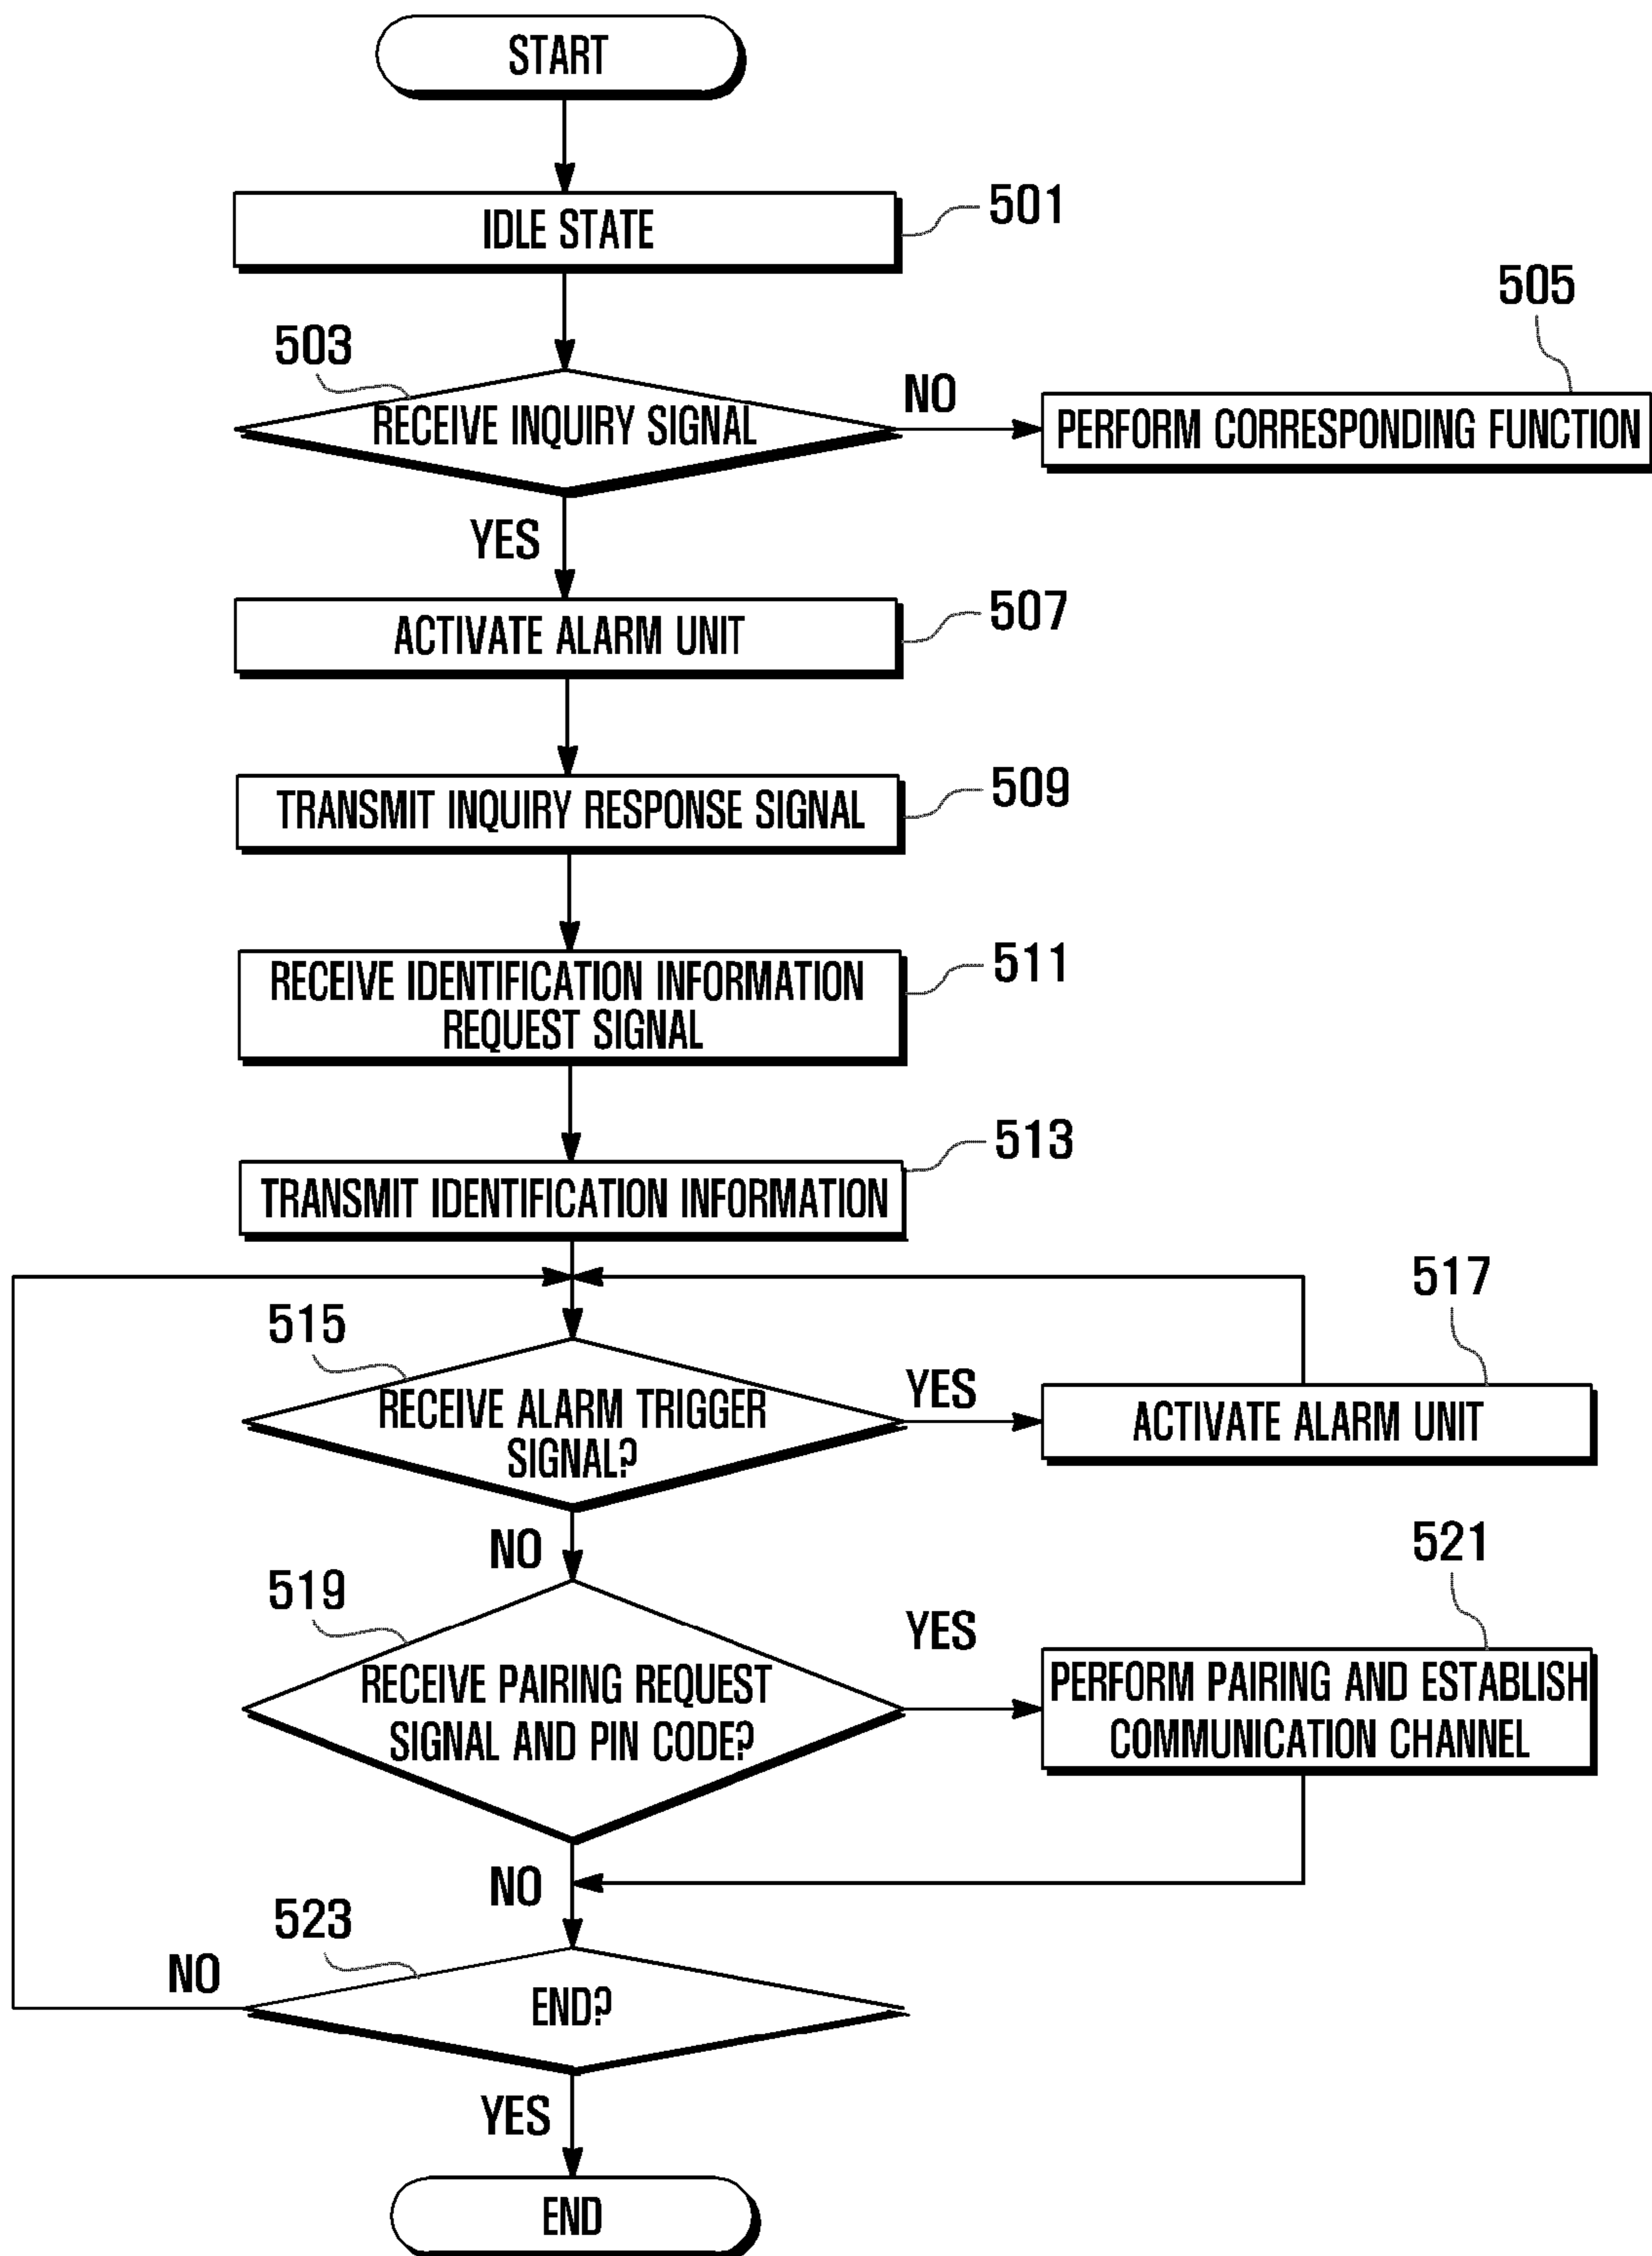 START
IDLE STATE
501
503
RECEIVE INQUIRY SIGNAL
NO
505
PERFORM CORRESPONDING FUNCTION
YES
ACTIVATE ALARM UNIT
507
TRANSMIT INQUIRY RESPONSE SIGNAL
509
RECEIVE IDENTIFICATION INFORMATION
REQUEST SIGNAL
511
TRANSMIT IDENTIFICATION INFORMATION
513
515
RECEIVE ALARM TRIGGER
SIGNAL?
YES
517
ACTIVATE ALARM UNIT
NO
519
RECEIVE PAIRING REQUEST
SIGNAL AND PIN CODE?
YES
521
PERFORM PAIRING AND ESTABLISH
COMMUNICATION CHANNEL
NO
523
END?
NO
YES
END